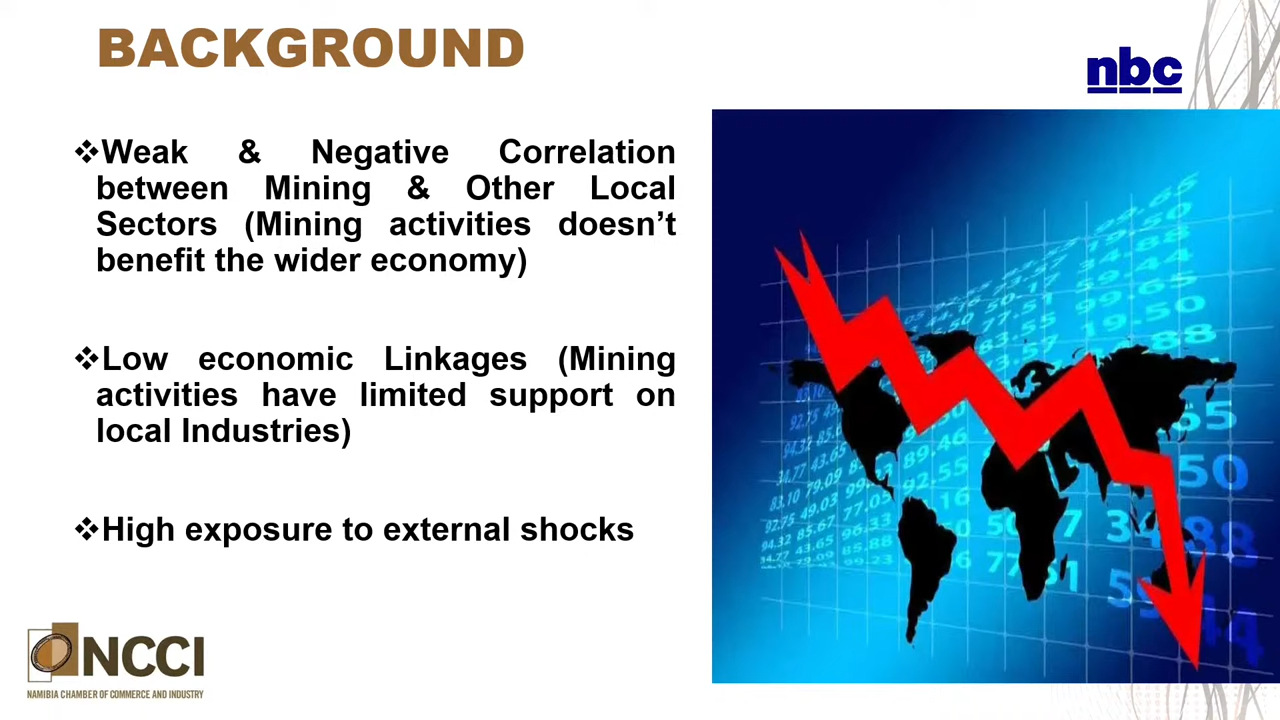 BACKGROUND
nbc
❖Weak & Negative Correlation
between Mining & Other Local
Sectors (Mining activities doesn’t
benefit the wider economy)
❖Low economic Linkages (Mining
activities have limited support on
local Industries)
❖High exposure to external shocks
NCCI
NAMIBIA CHAMBER OF COMMERCE AND INDUSTRY